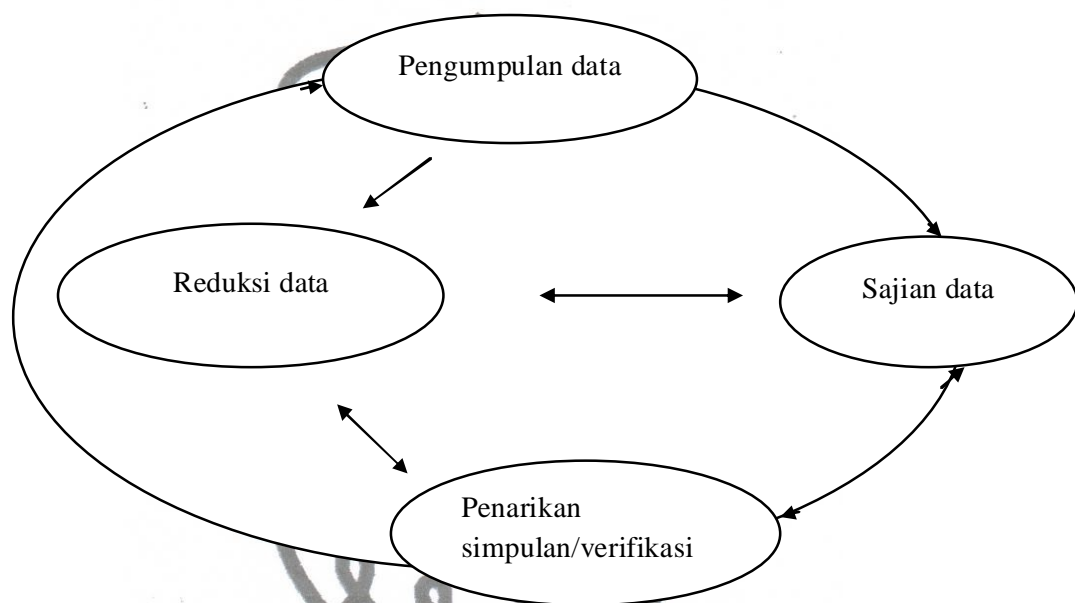 Pengumpulan data
Reduksi data
Sajian data
Penarikan
simpulan/verifikasi